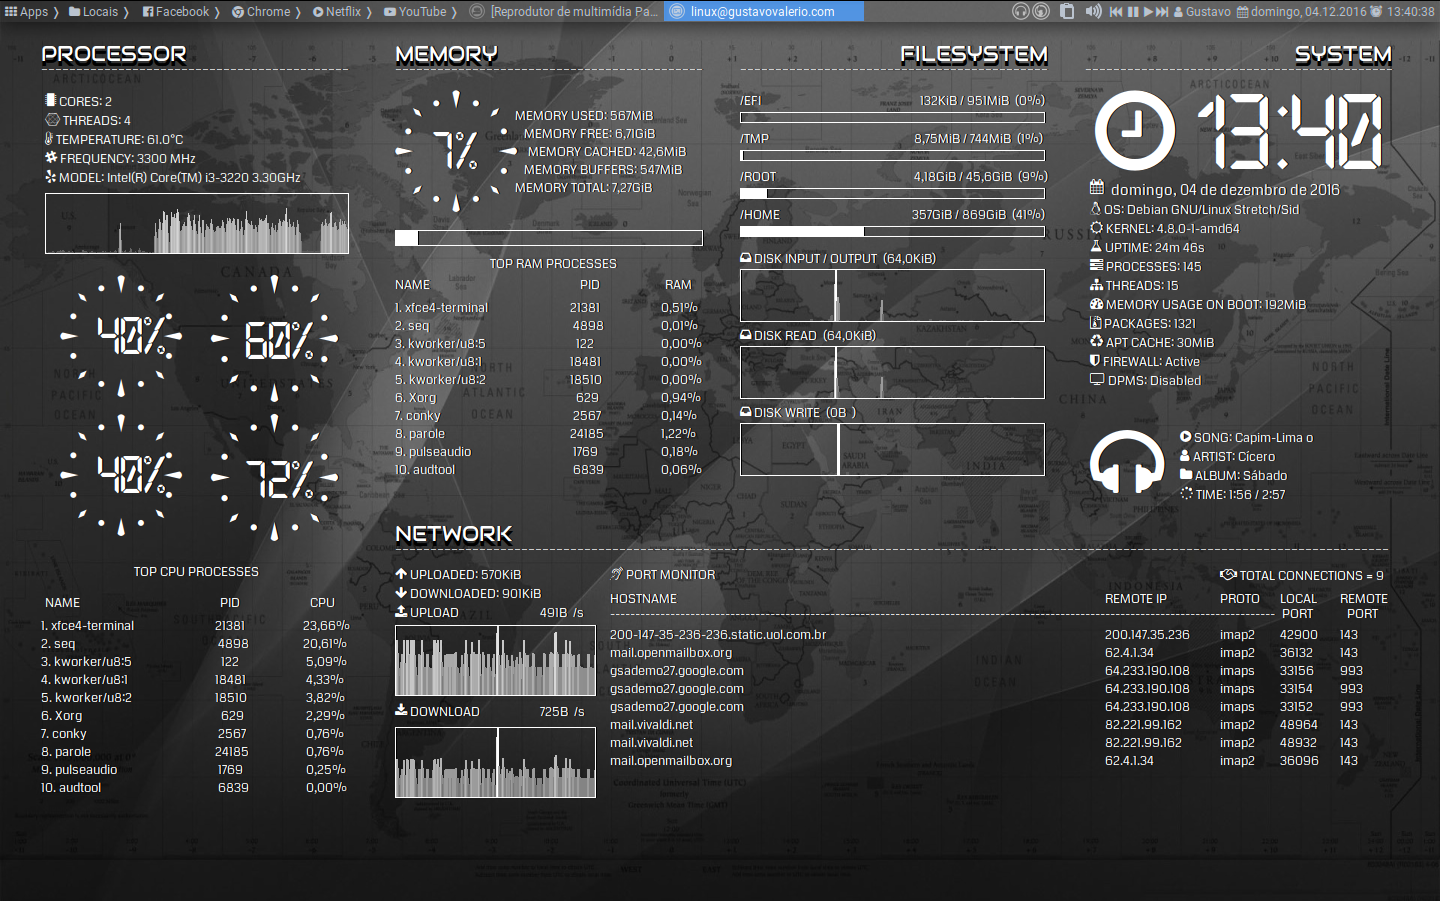 Apps ❭ Locais ❭ Facebook ❭ Chrome ❭ Netflix ❭ YouTube ❭ [Reprodutor de multimídia Pa... linux@gustavovalerio.com Gustavo domingo, 04.12.2016 13:40:38
PROCESSOR
CORES: 2
THREADS: 4
TEMPERATURE: 61.0°C
FREQUENCY: 3300 MHz
MODEL: Intel(R) Core(TM) i3-3220 3.30GHz
40% 60%
40% 72%
TOP CPU PROCESSES
NAME PID CPU
1. xfce4-terminal 21381 23,66%
2. seq 4898 20,61%
3. kworker/u8:5 122 5,09%
4. kworker/u8:1 18481 4,33%
5. kworker/u8:2 18510 3,82%
6. Xorg 629 2,29%
7. conky 2567 0,76%
8. parole 24185 0,76%
9. pulseaudio 1769 0,25%
10. audtool 6839 0,00%
MEMORY
7%
MEMORY USED: 567MiB
MEMORY FREE: 6,71GiB
MEMORY CACHED: 42,6MiB
MEMORY BUFFERS: 547MiB
MEMORY TOTAL: 7,27GiB
TOP RAM PROCESSES
NAME PID RAM
1. xfce4-terminal 21381 0,51%
2. seq 4898 0,01%
3. kworker/u8:5 122 0,00%
4. kworker/u8:1 18481 0,00%
5. kworker/u8:2 18510 0,00%
6. Xorg 629 0,94%
7. conky 2567 0,14%
8. parole 24185 1,22%
9. pulseaudio 1769 0,18%
10. audtool 6839 0,06%
FILESYSTEM
/EFI 132KiB / 951MiB (0%)
/TMP 8,75MiB / 744MiB (1%)
/ROOT 4,18GiB / 45,6GiB (9%)
/HOME 357GiB / 869GiB (41%)
DISK INPUT / OUTPUT (64,0KiB)
DISK READ (64,0KiB)
DISK WRITE (0B )
SYSTEM
13:40
domingo, 04 de dezembro de 2016
OS: Debian GNU/Linux Stretch/Sid
KERNEL: 4.8.0-1-amd64
UPTIME: 24m 46s
PROCESSES: 145
THREADS: 15
MEMORY USAGE ON BOOT: 192MiB
PACKAGES: 1321
APT CACHE: 30MiB
FIREWALL: Active
DPMS: Disabled
SONG: Capim-Lima o
ARTIST: Cícero
ALBUM: Sábado
TIME: 1:56 / 2:57
NETWORK
UPLOADED: 570KiB
DOWNLOADED: 901KiB
UPLOAD 491B /s
DOWNLOAD 725B /s
PORT MONITOR TOTAL CONNECTIONS = 9
HOSTNAME REMOTE IP PROTO LOCAL PORT REMOTE PORT
200-147-35-236-236.static.uol.com.br 200.147.35.236 imap2 42900 143
mail.openmailbox.org 62.4.1.34 imap2 36132 143
gsademo27.google.com 64.233.190.108 imaps 33156 993
gsademo27.google.com 64.233.190.108 imaps 33154 993
gsademo27.google.com 64.233.190.108 imaps 33152 993
mail.vivaldi.net 82.221.99.162 imap2 48964 143
mail.vivaldi.net 82.221.99.162 imap2 48932 143
mail.openmailbox.org 62.4.1.34 imap2 36096 143